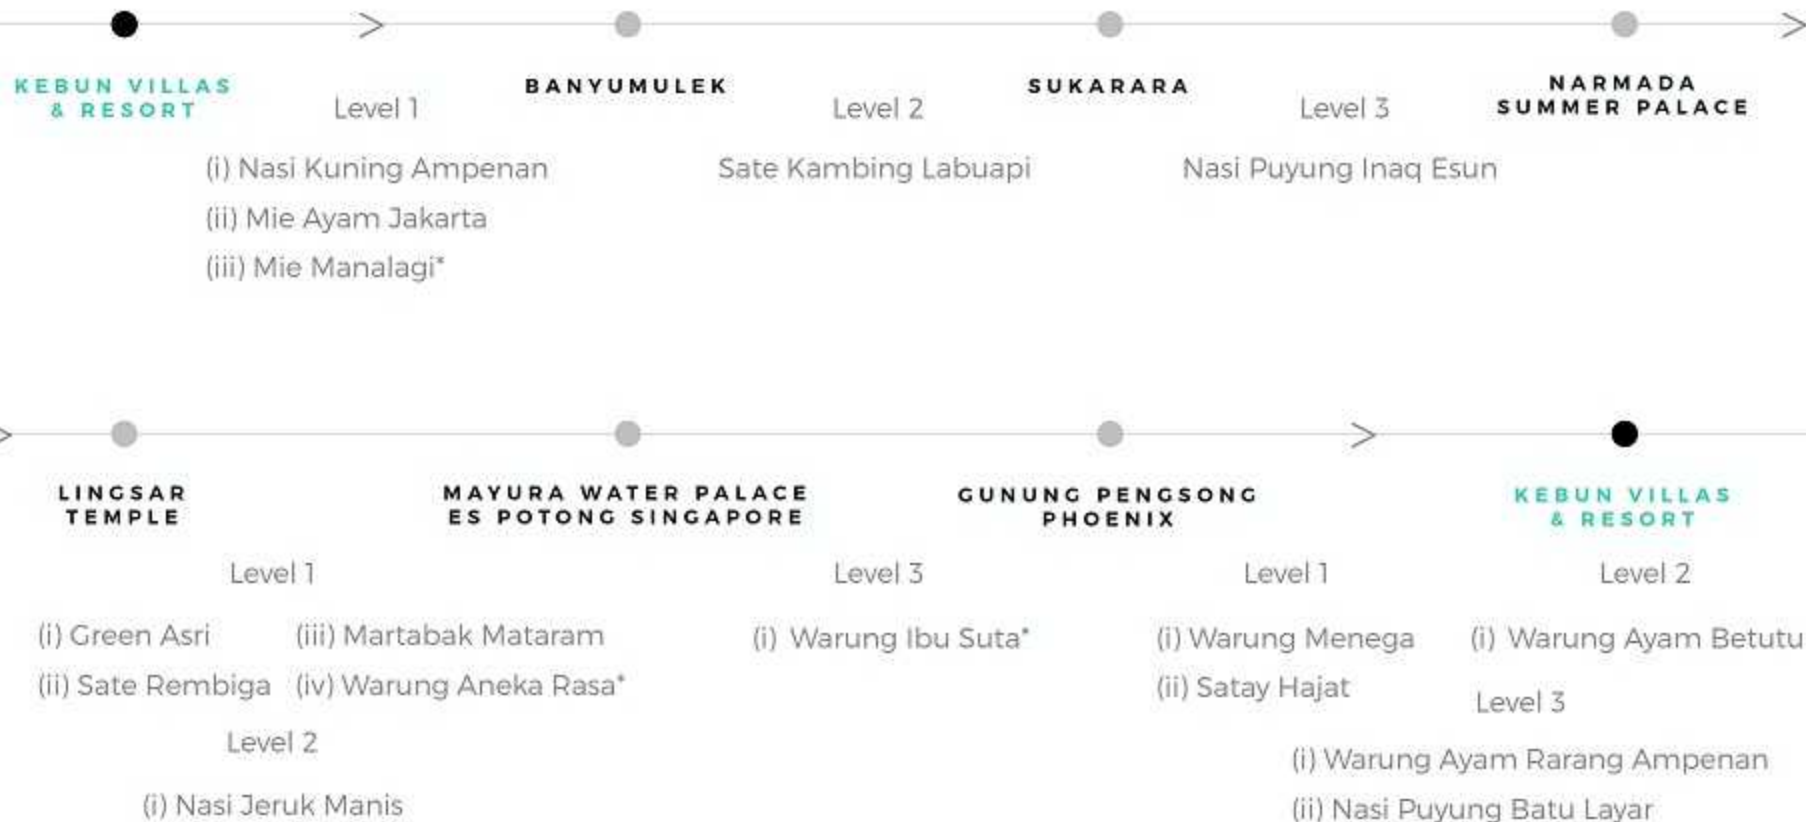 KEBUN VILLAS
& RESORT
Level 1
(i) Nasi Kuning Ampenan
(ii) Mie Ayam Jakarta
(iii) Mie Manalagi*
BANYUMULEK
Level 2
Sate Kambing Labuapi
SUKARARA
Level 3
Nasi Puyung Inaq Esun
NARMADA
SUMMER PALACE
LINGSAR
TEMPLE
Level 1
(i) Green Asri
(ii) Sate Rembiga
(iii) Martabak Mataram
(iv) Warung Aneka Rasa*
Level 2
(i) Nasi Jeruk Manis
MAYURA WATER PALACE
ES POTONG SINGAPORE
Level 3
(i) Warung Ibu Suta*
GUNUNG PENGSONG
PHOENIX
Level 1
(i) Warung Menega
(ii) Satay Hajat
KEBUN VILLAS
& RESORT
Level 2
(i) Warung Ayam Betutu
Level 3
(i) Warung Ayam Rarang Ampenan
(ii) Nasi Puyung Batu Layar